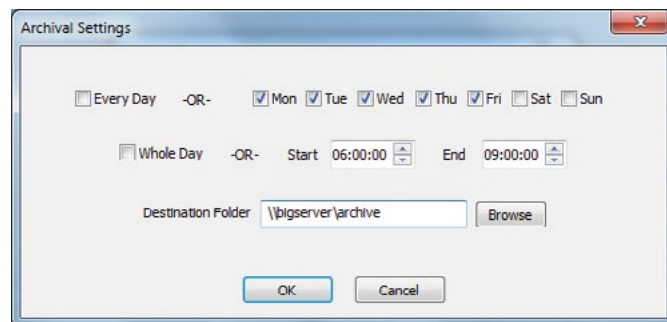 Archival Settings
Every Day -OR- Mon Tue Wed Thu Fri Sat Sun
Whole Day -OR- Start 06:00:00 End 09:00:00
Destination Folder \\bigserver\archive Browse
OK Cancel